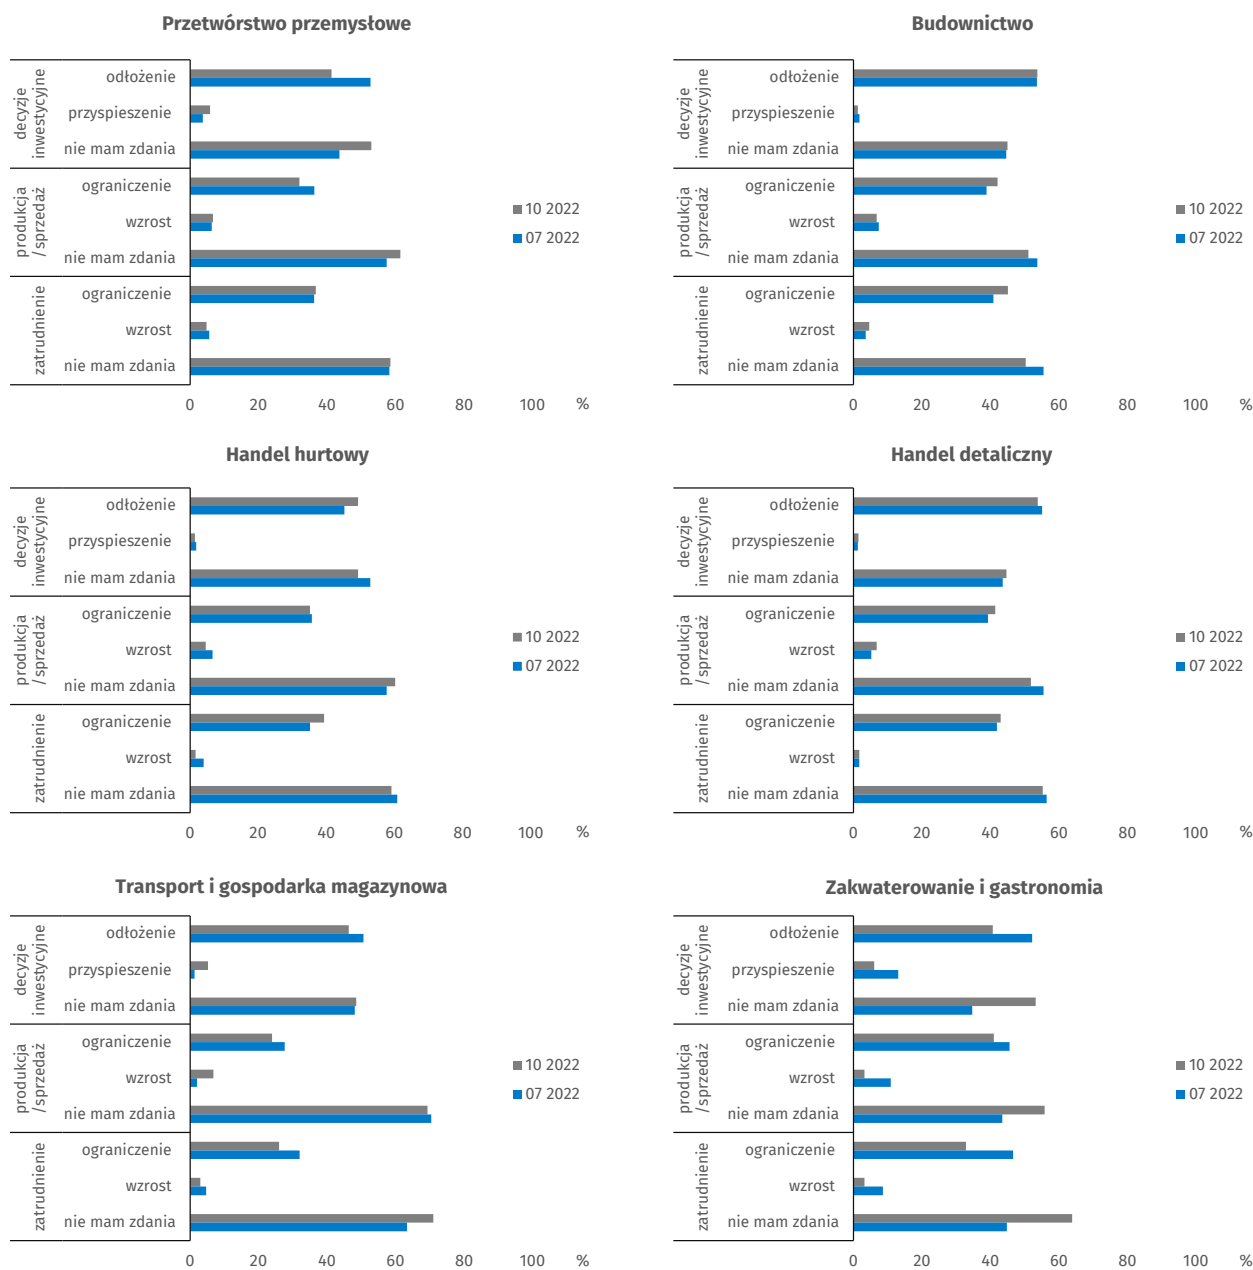 Przetwórstwo przemysłowe
decyzje
inwestycyjne
odłożenie
przyspieszenie
nie mam zdania
produkcja
/ sprzedaż
ograniczenie
wzrost
nie mam zdania
zatrudnienie
ograniczenie
wzrost
nie mam zdania
10 2022
07 2022
0 20 40 60 80 100 %
Budownictwo
decyzje
inwestycyjne
odłożenie
przyspieszenie
nie mam zdania
produkcja
/ sprzedaż
ograniczenie
wzrost
nie mam zdania
zatrudnienie
ograniczenie
wzrost
nie mam zdania
10 2022
07 2022
0 20 40 60 80 100 %
Handel hurtowy
decyzje
inwestycyjne
odłożenie
przyspieszenie
nie mam zdania
produkcja
/ sprzedaż
ograniczenie
wzrost
nie mam zdania
zatrudnienie
ograniczenie
wzrost
nie mam zdania
10 2022
07 2022
0 20 40 60 80 100 %
Handel detaliczny
decyzje
inwestycyjne
odłożenie
przyspieszenie
nie mam zdania
produkcja
/ sprzedaż
ograniczenie
wzrost
nie mam zdania
zatrudnienie
ograniczenie
wzrost
nie mam zdania
10 2022
07 2022
0 20 40 60 80 100 %
Transport i gospodarka magazynowa
decyzje
inwestycyjne
odłożenie
przyspieszenie
nie mam zdania
produkcja
/ sprzedaż
ograniczenie
wzrost
nie mam zdania
zatrudnienie
ograniczenie
wzrost
nie mam zdania
10 2022
07 2022
0 20 40 60 80 100 %
Zakwaterowanie i gastronomia
decyzje
inwestycyjne
odłożenie
przyspieszenie
nie mam zdania
produkcja
/ sprzedaż
ograniczenie
wzrost
nie mam zdania
zatrudnienie
ograniczenie
wzrost
nie mam zdania
10 2022
07 2022
0 20 40 60 80 100 %